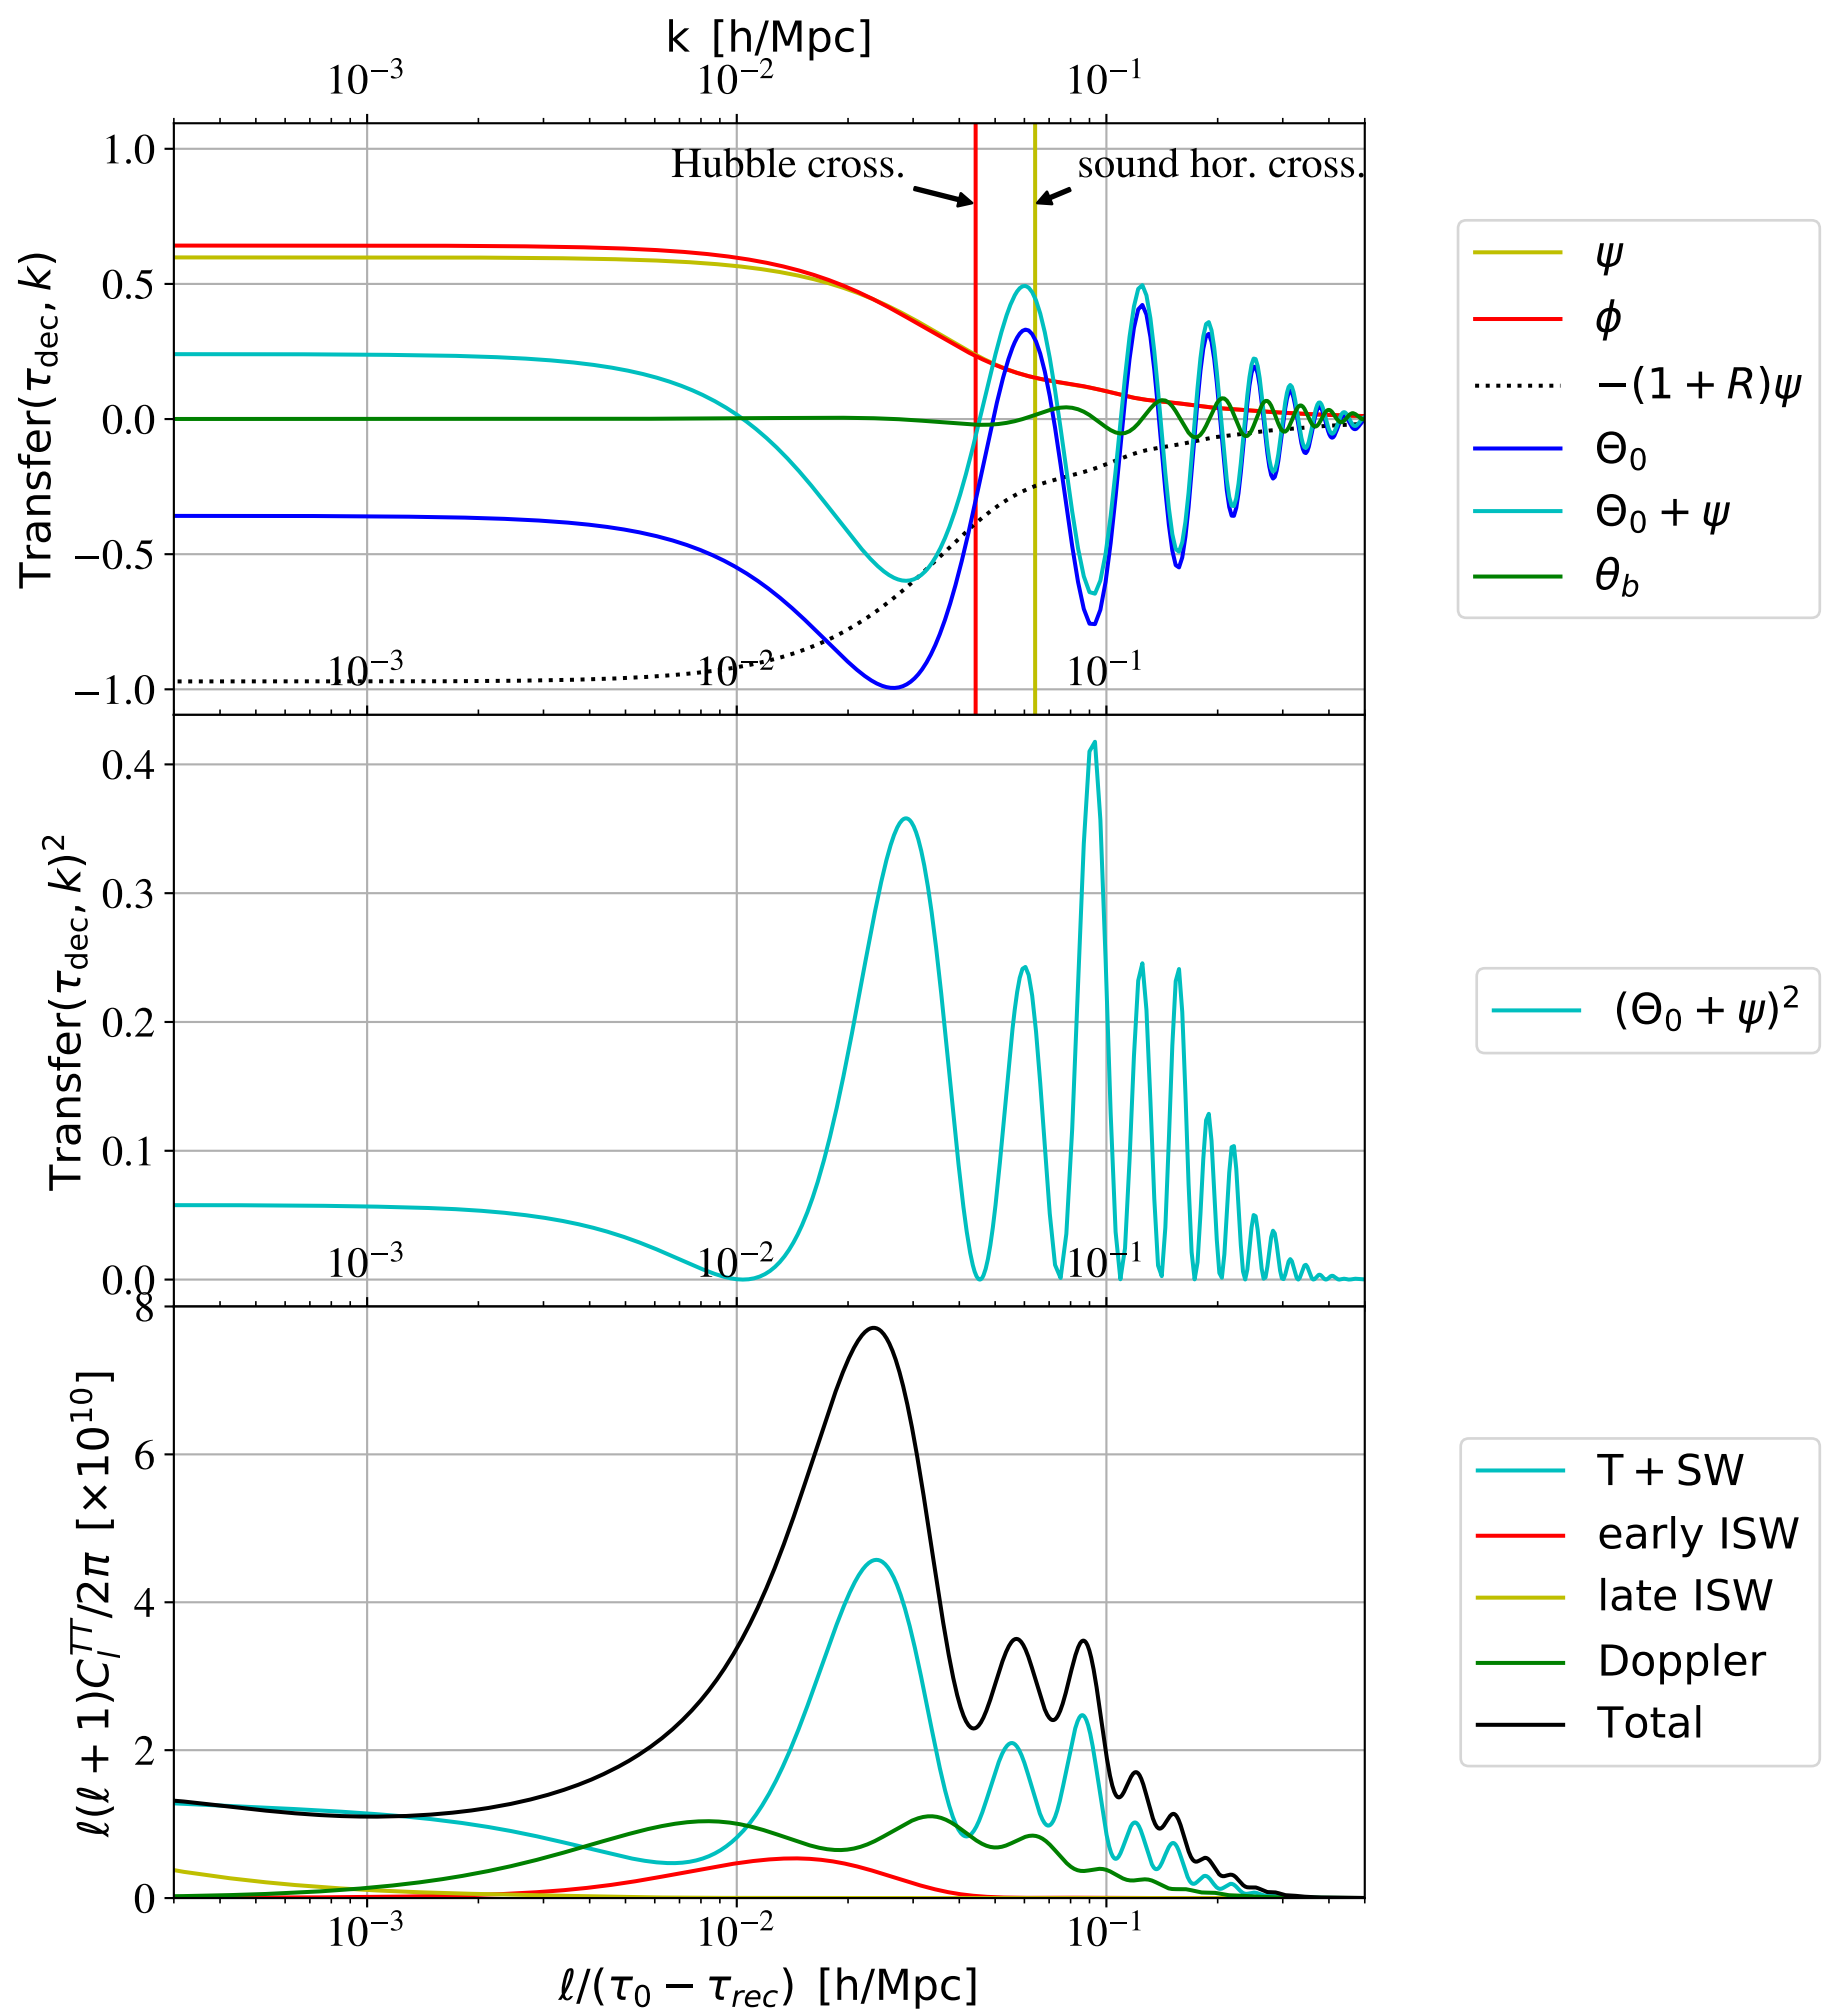 k [h/Mpc]
10⁻³ 10⁻² 10⁻¹
Transfer(τ_dec, k)
1.0
0.5
0.0
−0.5
−1.0
Hubble cross.
sound hor. cross.
10⁻³ 10⁻² 10⁻¹
ψ
ϕ
−(1 + R)ψ
Θ₀
Θ₀ + ψ
θ_b
Transfer(τ_dec, k)²
0.4
0.3
0.2
0.1
0.0
10⁻³ 10⁻² 10⁻¹
(Θ₀ + ψ)²
ℓ(ℓ + 1)C_l^TT/2π [×10¹⁰]
8
6
4
2
0
T + SW
early ISW
late ISW
Doppler
Total
10⁻³ 10⁻² 10⁻¹
ℓ/(τ₀ − τ_rec) [h/Mpc]